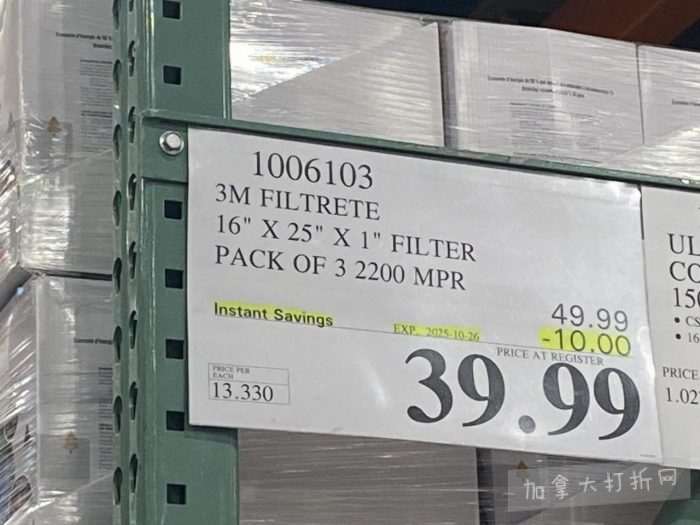 1006103
3M FILTRETE
16" X 25" X 1" FILTER
PACK OF 3 2200 MPR
Instant Savings
EXP. 2025-10-26
49.99
-10.00
PRICE AT REGISTER
39.99
PRICE PER
EACH
13.330
UL
CO
150
• CS
• 16
PRICE
1.02
加拿大打折网